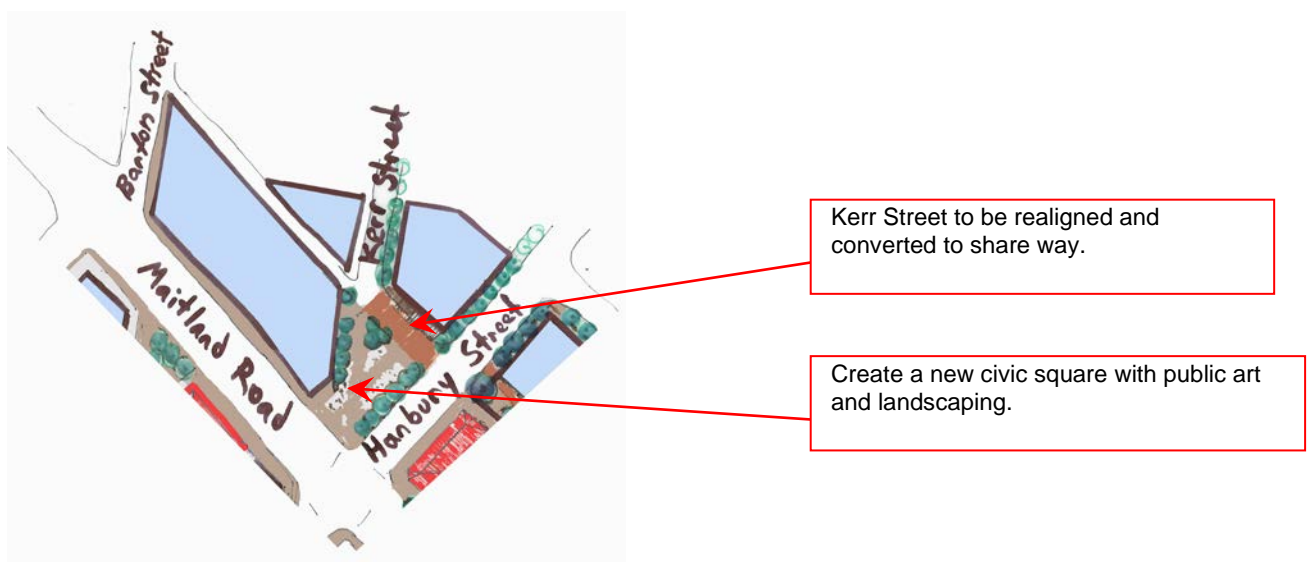 Banton Street
Kerr Street
Maitland Road
Hanbury Street
Kerr Street to be realigned and
converted to share way.
Create a new civic square with public art
and landscaping.